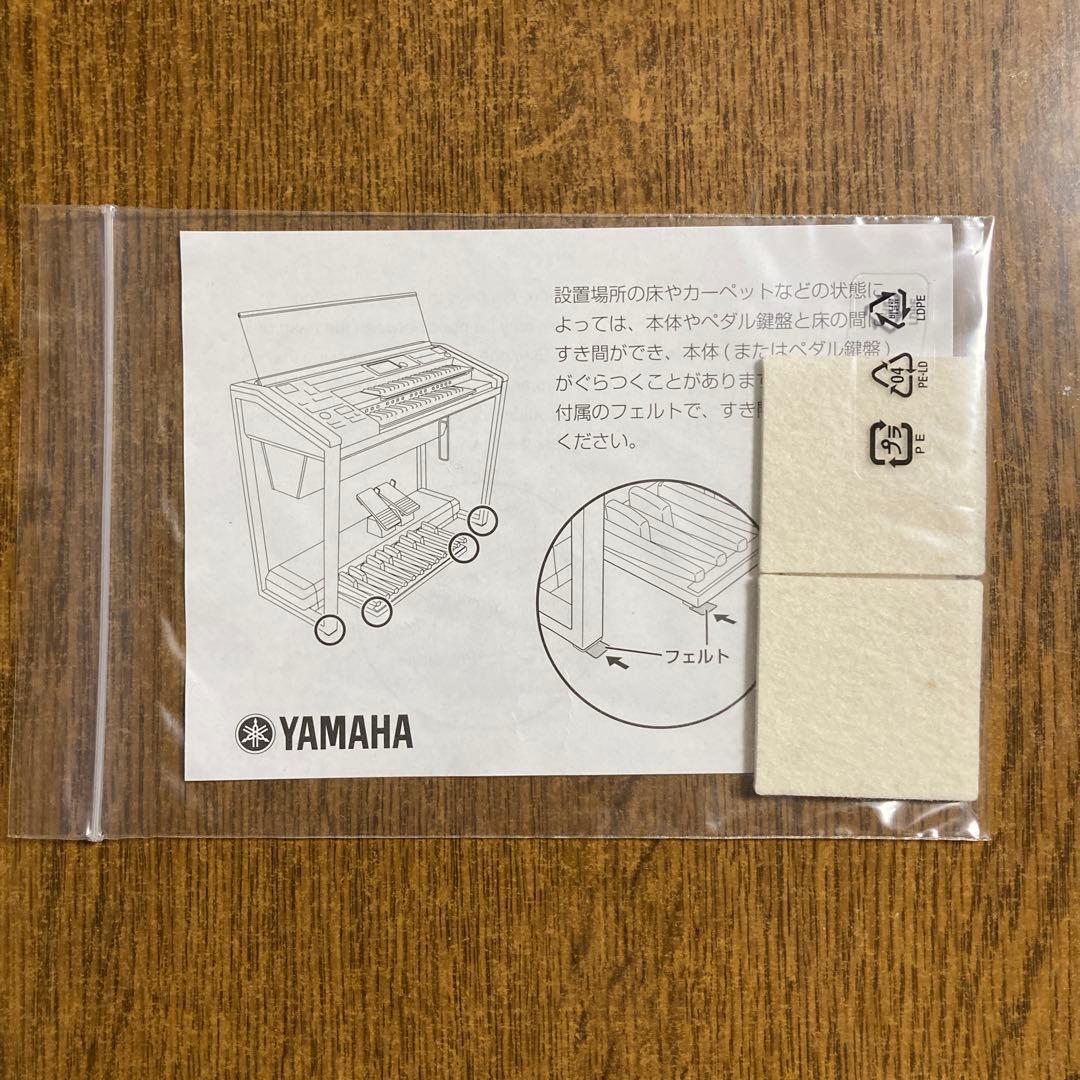 設置場所の床やカーペットなどの状態に
よっては、本体やペダル鍵盤と床の間に
すき間ができ、本体(またはペダル鍵盤)
がぐらつくことがあります
付属のフェルトで、すき間
ください。
フェルト
YAMAHA
LDPE
04
PE-LD
プラ
PE